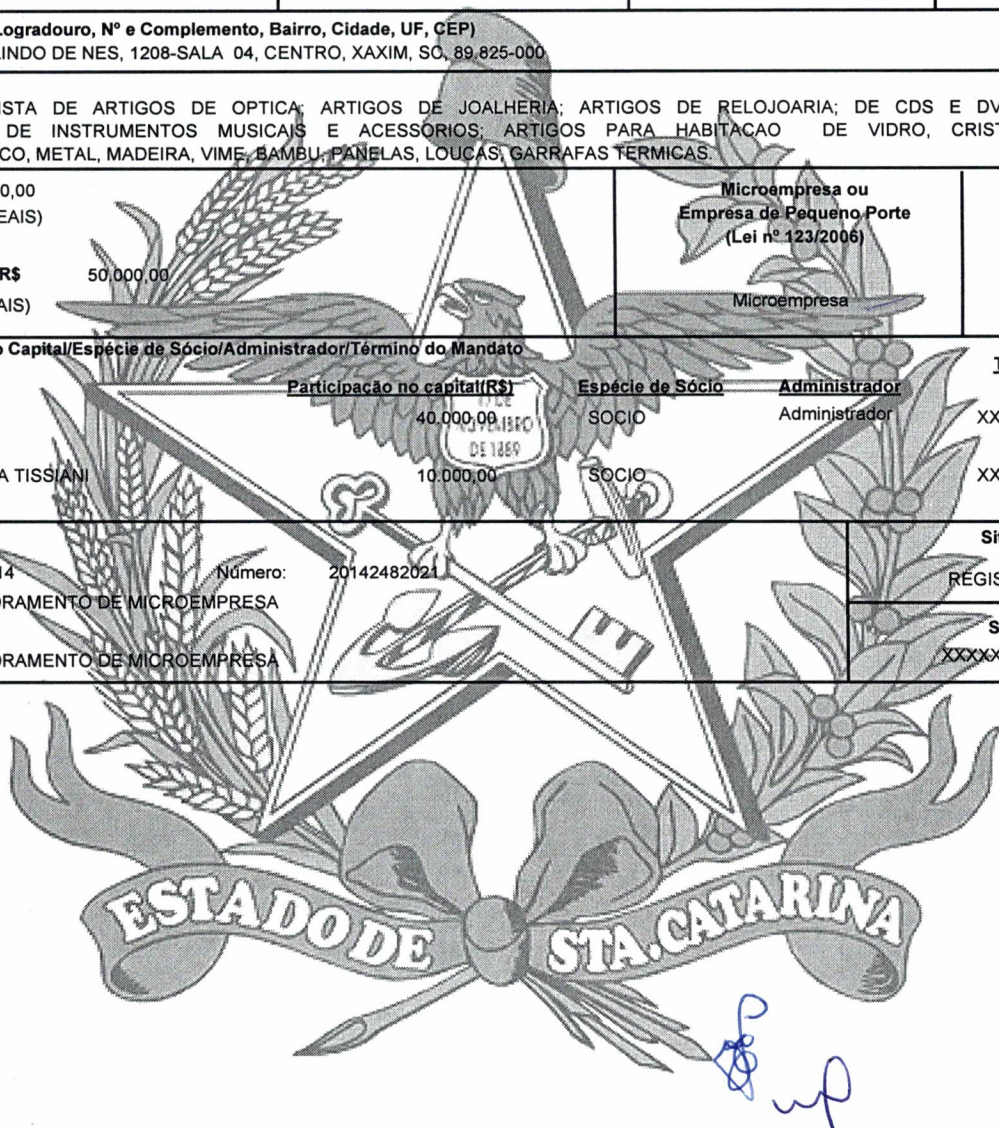 Logradouro, Nº e Complemento, Bairro, Cidade, UF, CEP)
LINDO DE NES, 1208-SALA 04, CENTRO, XAXIM, SC, 89.825-000
ISTA DE ARTIGOS DE OPTICA; ARTIGOS DE JOALHERIA; ARTIGOS DE RELOJOARIA; DE CDS E DV
DE INSTRUMENTOS MUSICAIS E ACESSORIOS; ARTIGOS PARA HABITACAO DE VIDRO, CRIST
CO, METAL, MADEIRA, VIME, BAMBU, PANELAS, LOUCAS, GARRAFAS TERMICAS.
0,00
EAIS)
R$ 50.000,00
AIS)
Microempresa ou
Empresa de Pequeno Porte
(Lei nº 123/2006)
Microempresa
o Capital/Espécie de Sócio/Administrador/Término do Mandato
Participação no capital(R$) Espécie de Sócio Administrador
40.000,00 SOCIO Administrador XX
A TISSIANI 10.000,00 SOCIO XX
17 DE
NOVEMBRO
DE 1889
14 Número: 20142482021
ORAMENTO DE MICROEMPRESA
ORAMENTO DE MICROEMPRESA
Si
REGIS
S
XXXXX
ESTADO DE STA.CATARINA